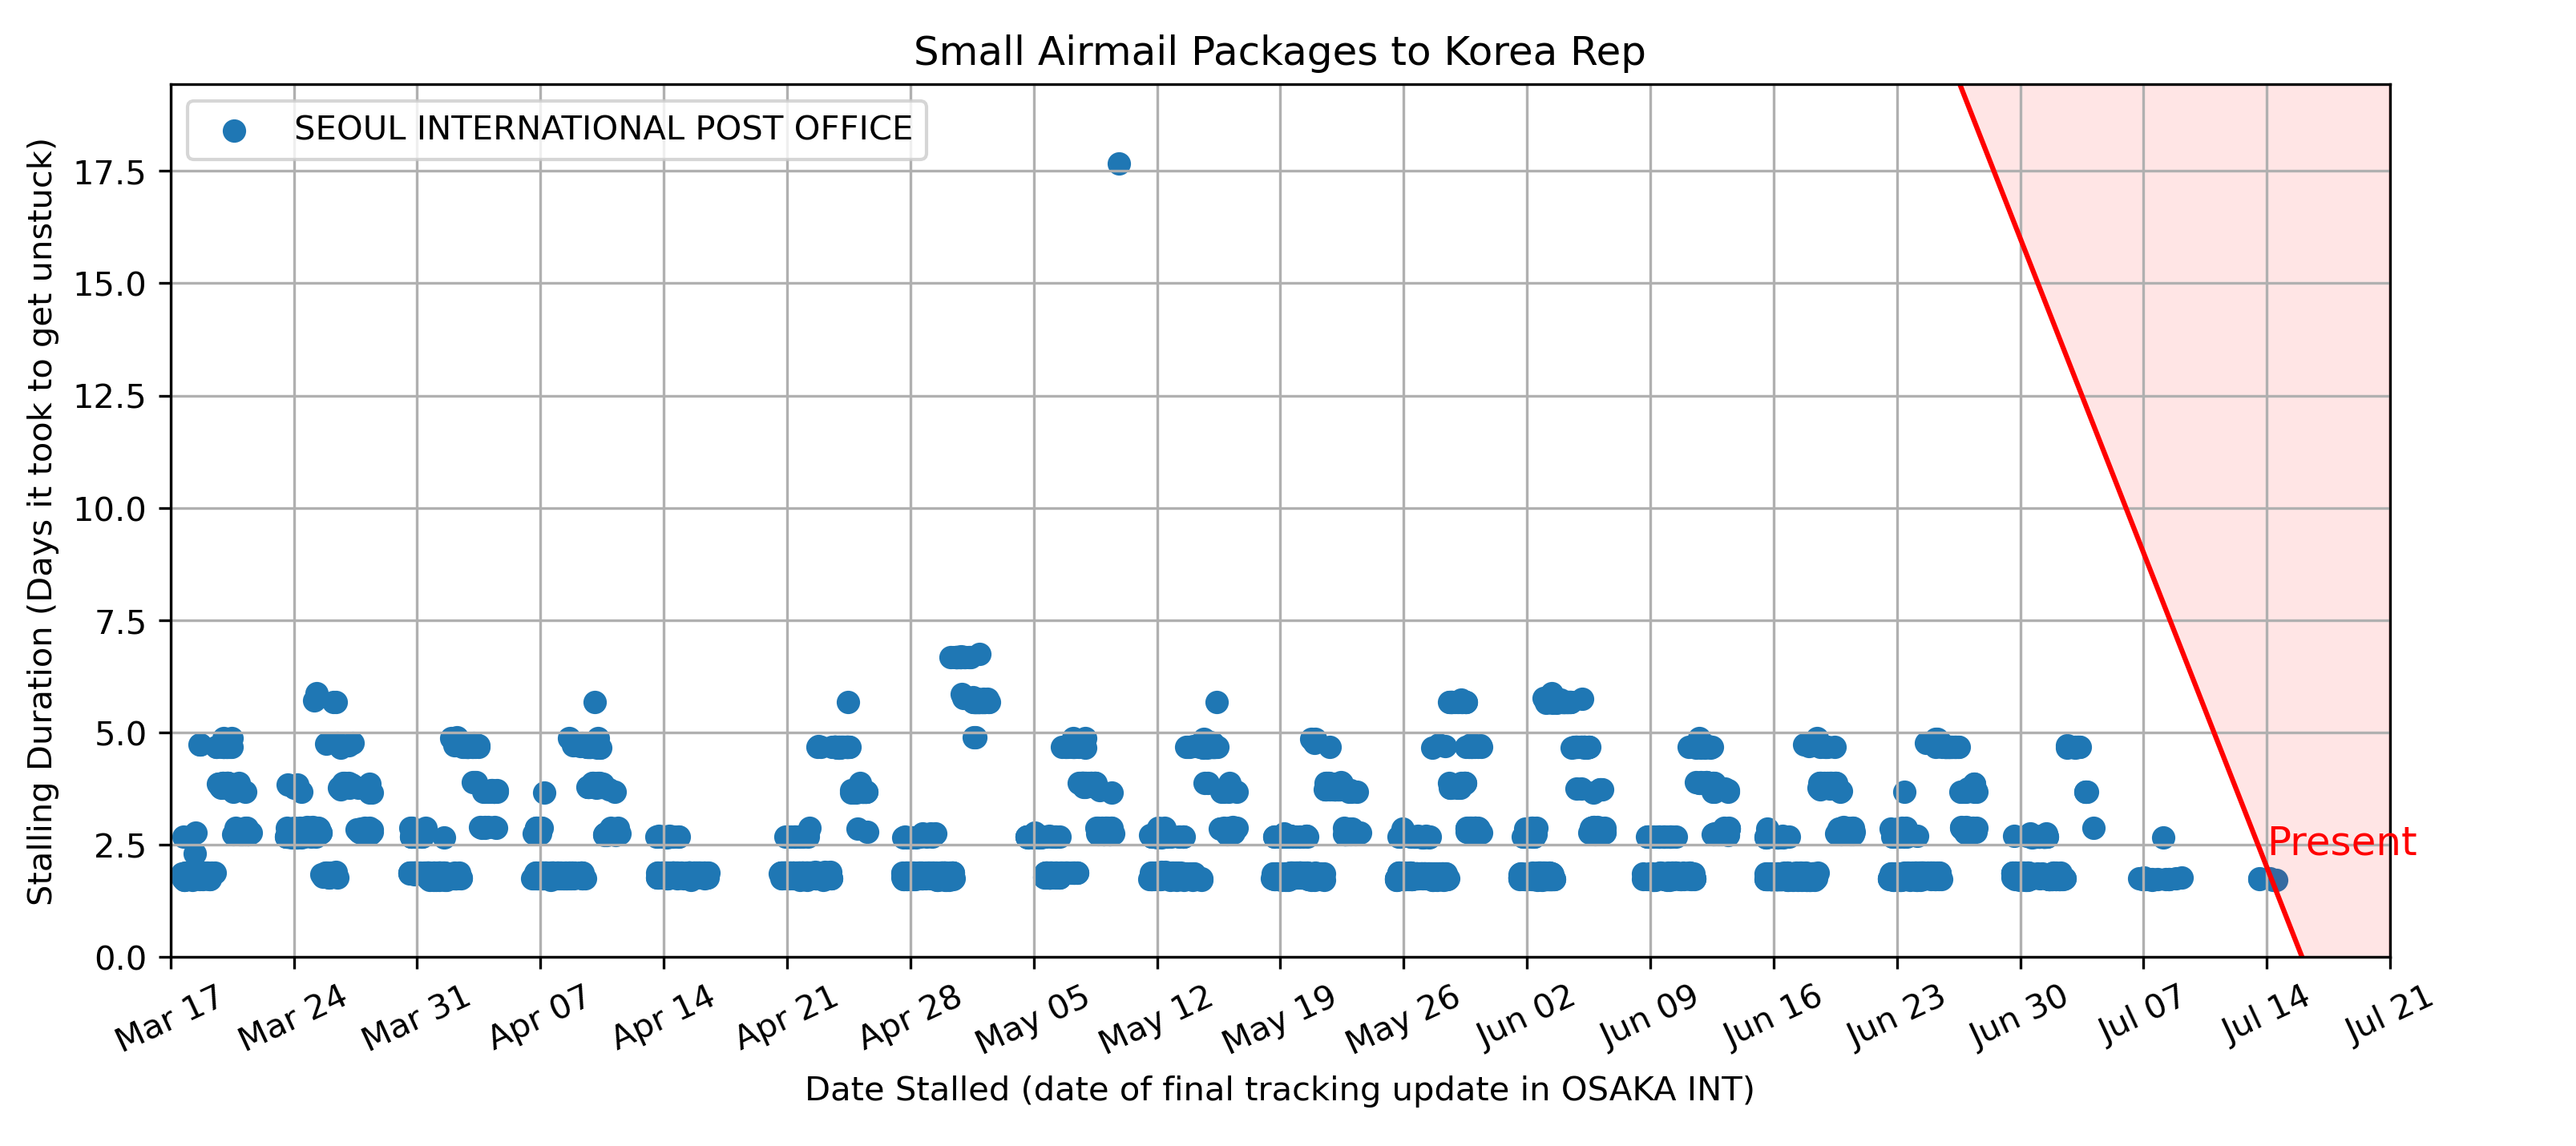 Small Airmail Packages to Korea Rep
SEOUL INTERNATIONAL POST OFFICE
Stalling Duration (Days it took to get unstuck)
17.5
15.0
12.5
10.0
7.5
5.0
2.5
0.0
Present
Mar 17
Mar 24
Mar 31
Apr 07
Apr 14
Apr 21
Apr 28
May 05
May 12
May 19
May 26
Jun 02
Jun 09
Jun 16
Jun 23
Jun 30
Jul 07
Jul 14
Jul 21
Date Stalled (date of final tracking update in OSAKA INT)